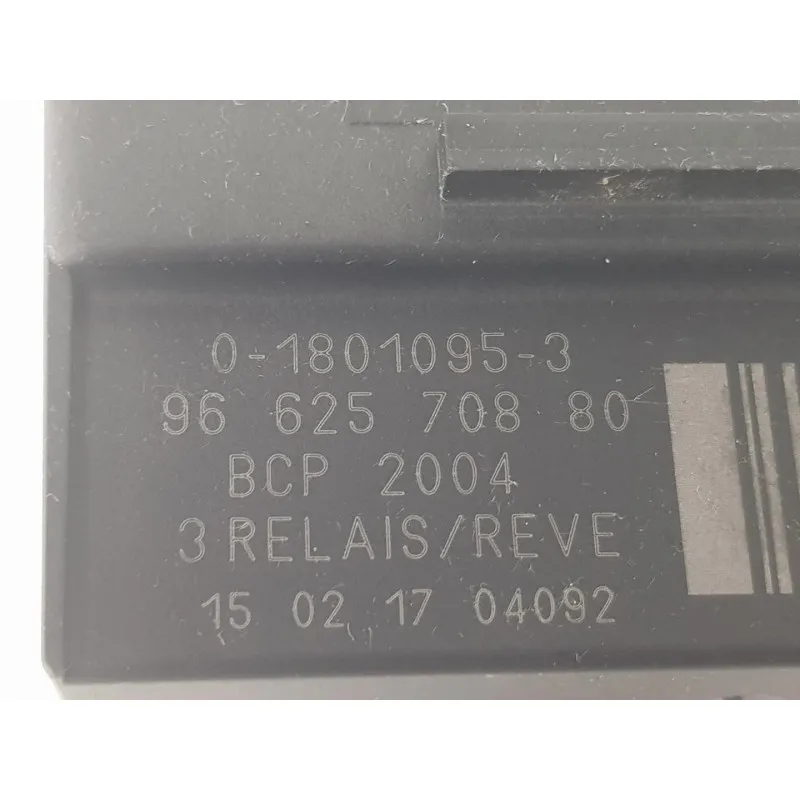 0-1801095-3
96 625 708 80
BCP 2004
3 RELAIS/REVE
15 02 17 04092